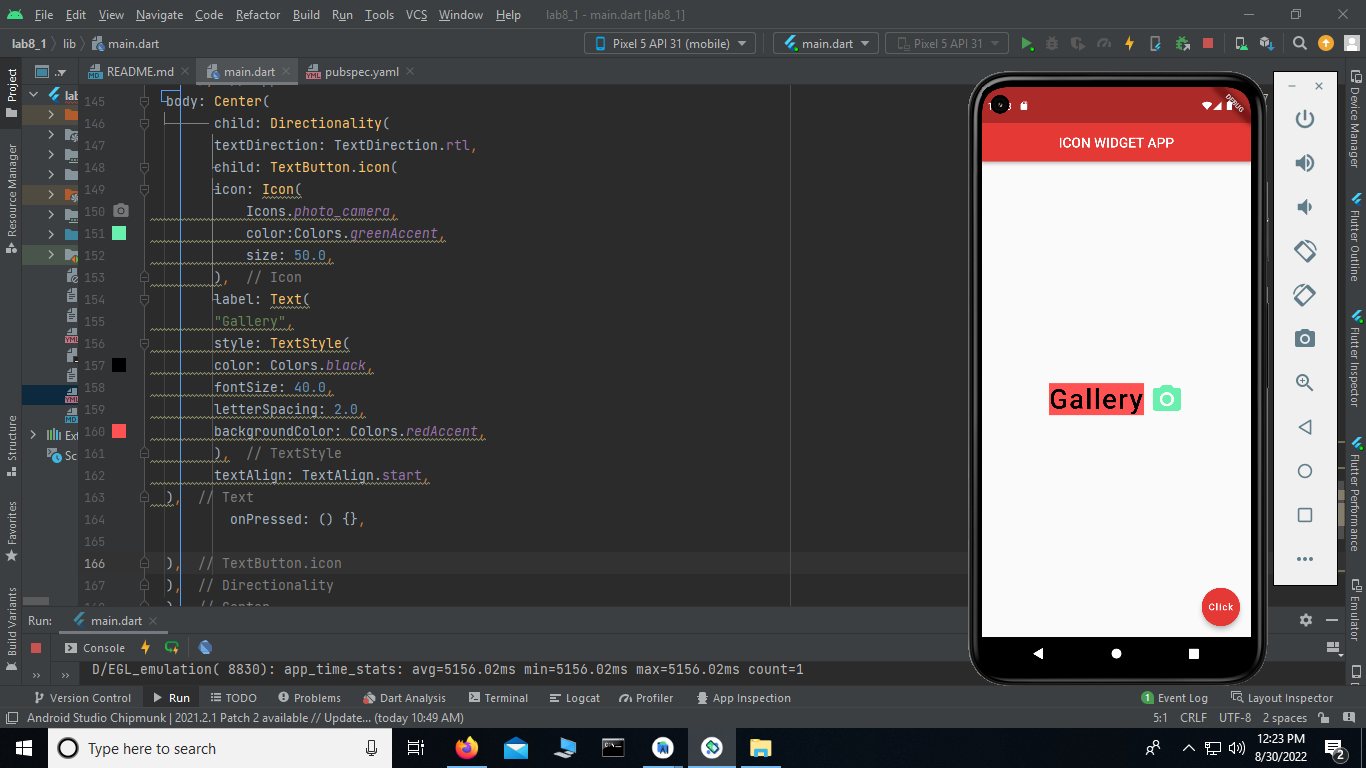 File Edit View Navigate Code Refactor Build Run Tools VCS Window Help lab8_1 - main.dart [lab8_1]
lab8_1 lib main.dart Pixel 5 API 31 (mobile) main.dart Pixel 5 API 31
README.md main.dart pubspec.yaml
Project
Resource Manager
Structure
Favorites
Build Variants
lab
Ext
Sc
145 body: Center(
146 child: Directionality(
147 textDirection: TextDirection.rtl,
148 child: TextButton.icon(
149 icon: Icon(
150 Icons.photo_camera,
151 color:Colors.greenAccent,
152 size: 50.0,
153 ), // Icon
154 label: Text(
155 "Gallery",
156 style: TextStyle(
157 color: Colors.black,
158 fontSize: 40.0,
159 letterSpacing: 2.0,
160 backgroundColor: Colors.redAccent,
161 ), // TextStyle
162 textAlign: TextAlign.start,
163 ), // Text
164 onPressed: () {},
165
166 ), // TextButton.icon
167 ), // Directionality
DEBUG
ICON WIDGET APP
Gallery
Click
Device Manager
Flutter Outline
Flutter Inspector
Flutter Performance
Emulator
Run: main.dart
Console
D/EGL_emulation( 8830): app_time_stats: avg=5156.02ms min=5156.02ms max=5156.02ms count=1
Version Control Run TODO Problems Dart Analysis Terminal Logcat Profiler App Inspection 1 Event Log Layout Inspector
Android Studio Chipmunk | 2021.2.1 Patch 2 available // Update... (today 10:49 AM) 5:1 CRLF UTF-8 2 spaces
Type here to search
12:23 PM
8/30/2022
2